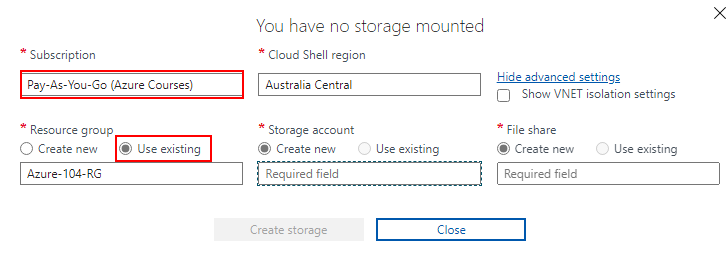 You have no storage mounted
* Subscription
* Cloud Shell region
Pay-As-You-Go (Azure Courses)
Australia Central
Hide advanced settings
Show VNET isolation settings
* Resource group
* Storage account
* File share
Create new Use existing
Create new Use existing
Create new Use existing
Azure-104-RG
Required field
Required field
Create storage
Close